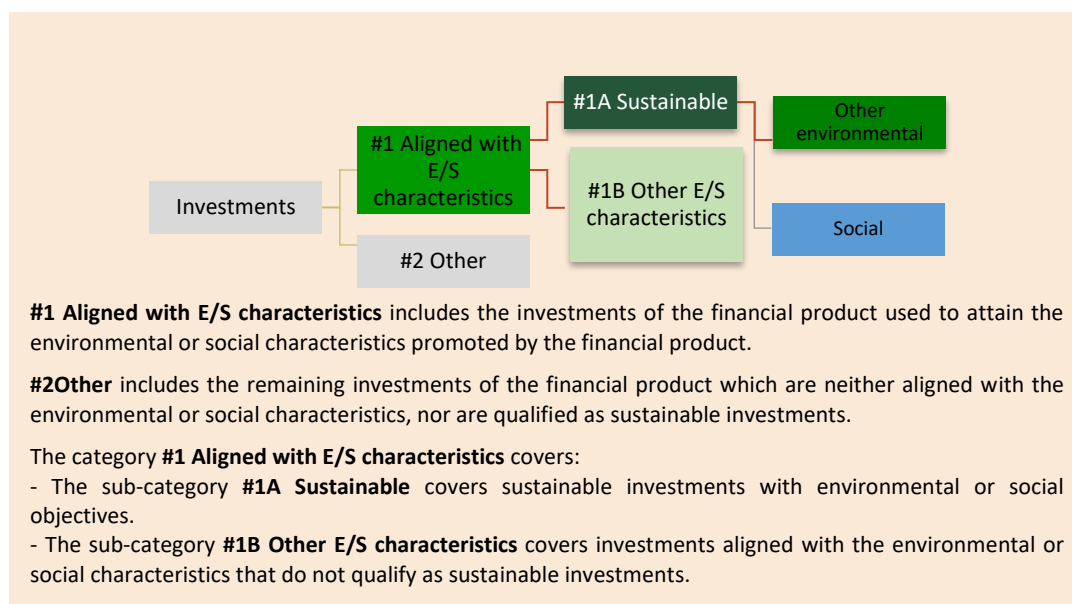 #1A Sustainable
Other
environmental
#1 Aligned with
E/S
characteristics
#1B Other E/S
characteristics
Investments
Social
#2 Other
#1 Aligned with E/S characteristics includes the investments of the financial product used to attain the
environmental or social characteristics promoted by the financial product.
#2Other includes the remaining investments of the financial product which are neither aligned with the
environmental or social characteristics, nor are qualified as sustainable investments.
The category #1 Aligned with E/S characteristics covers:
- The sub-category #1A Sustainable covers sustainable investments with environmental or social
objectives.
- The sub-category #1B Other E/S characteristics covers investments aligned with the environmental or
social characteristics that do not qualify as sustainable investments.